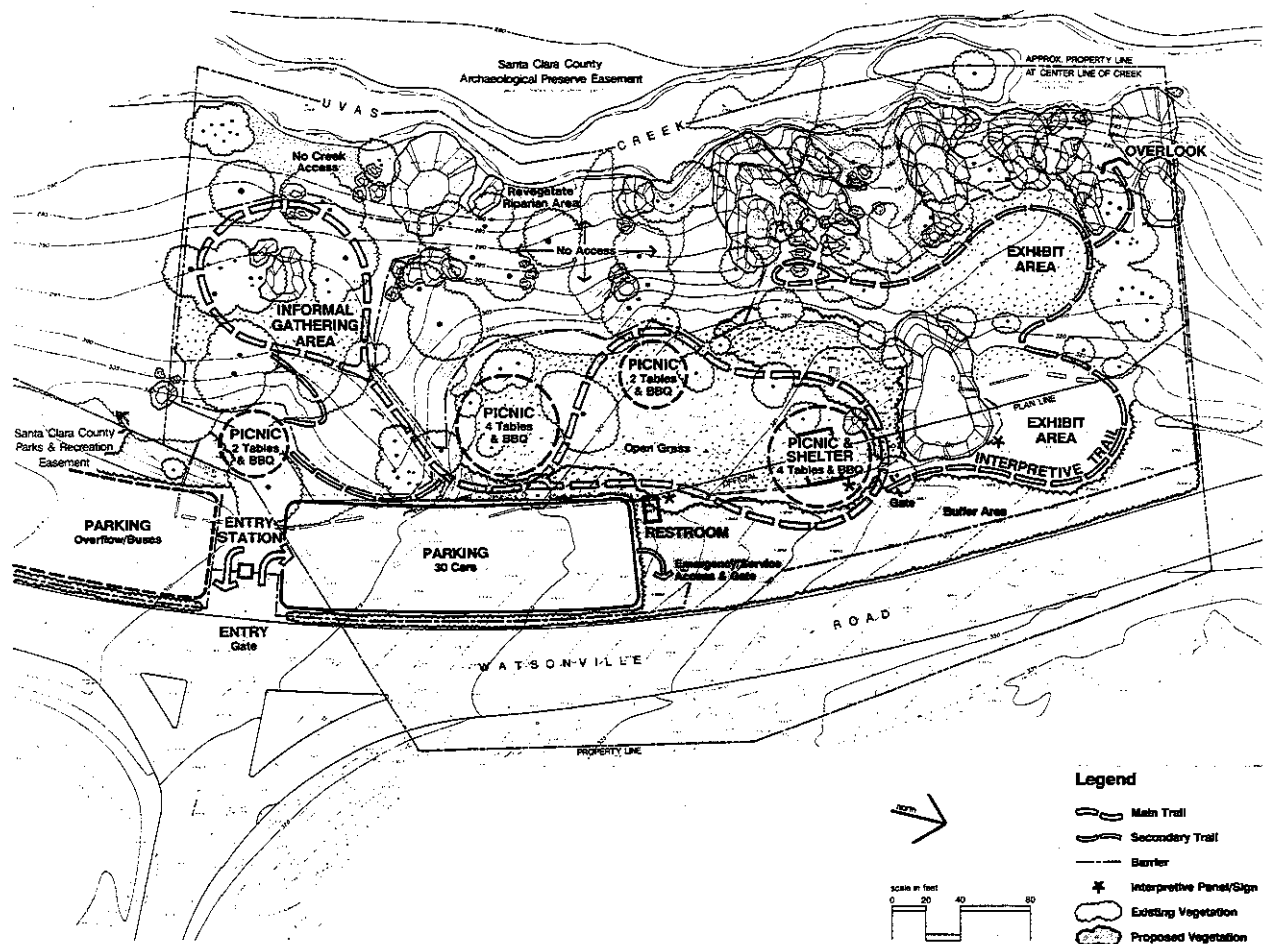 Santa Clara County
Archaeological Preserve Easement
APPROX. PROPERTY LINE
AT CENTER LINE OF CREEK
UVAS
CREEK
OVERLOOK
No Creek
Access
Revegetate
Riparian Area
No Access
EXHIBIT
AREA
INFORMAL
GATHERING
AREA
PICNIC
2 Tables
& BBQ
PICNIC
4 Tables
& BBQ
PLAN LINE
EXHIBIT
AREA
Santa Clara County
Parks & Recreation
Easement
PICNIC
2 Tables
& BBQ
Open Grass
PICNIC &
SHELTER
4 Tables & BBQ
INTERPRETIVE TRAIL
OFFICIAL
Gate
Buffer Area
PARKING
Overflow/Buses
ENTRY
STATION
PARKING
30 Cars
RESTROOM
Emergency/Service
Access & Gate
ENTRY
Gate
WATSONVILLE
ROAD
PROPERTY LINE
Legend
north
Main Trail
Secondary Trail
Barrier
Interpretive Panel/Sign
Existing Vegetation
Proposed Vegetation
scale in feet
0 20 40 80